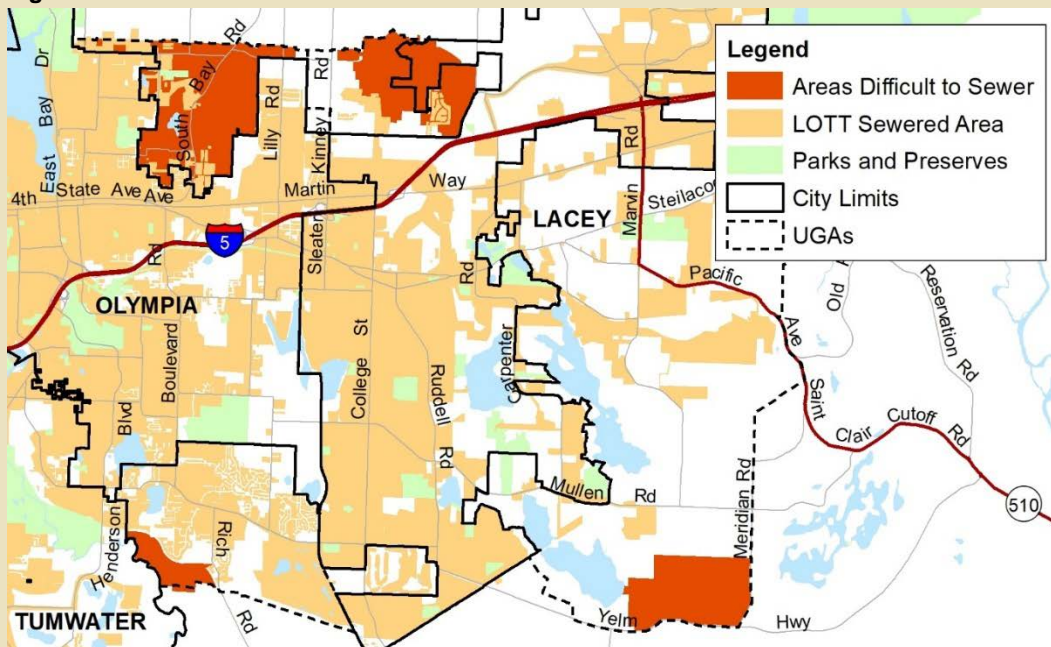 Legend
Areas Difficult to Sewer
LOTT Sewered Area
Parks and Preserves
City Limits
UGAs
East Bay Dr
South Bay Rd
Lilly Rd
Sleater Kinney Rd
4th Ave
State Ave
Martin Way
5
LACEY
Marvin Rd
Steilacoo
Pacific Ave
Old
Reservation Rd
OLYMPIA
Boulevard Rd
College St
Ruddell Rd
Carpenter Rd
Saint Clair Cutoff Rd
Henderson Blvd
Mullen Rd
Meridian Rd
510
Rich Rd
TUMWATER
Yelm Hwy